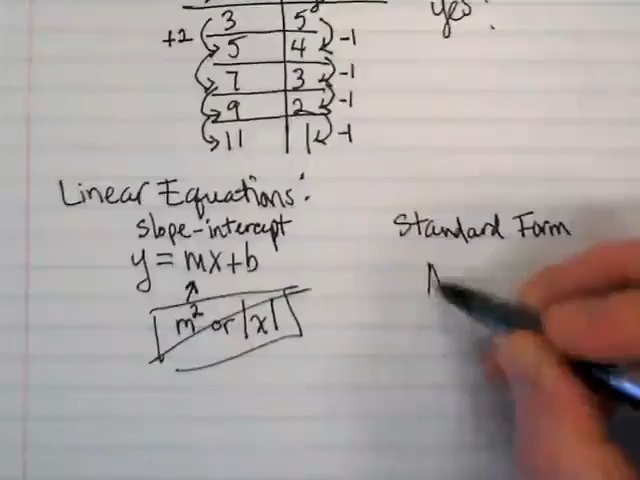 yes!
3 5
+2 5 4 -1
7 3 -1
9 2 -1
11 1 -1
Linear Equations:
slope-intercept
y = mx+b
m² or |x|
Standard Form